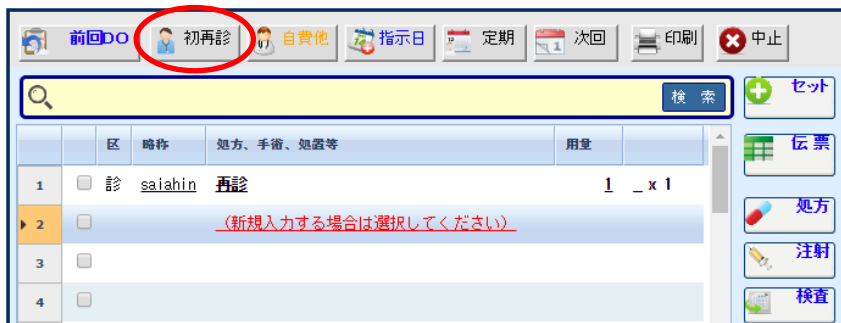 前回DO 初再診 自費他 指示日 定期 1 次回 印刷 中止
検 索
セット
区 略称 処方、手術、処置等 用量
伝票
1 診 saiahin 再診 1 _ x 1
2 (新規入力する場合は選択してください)
処方
3
注射
4
検査